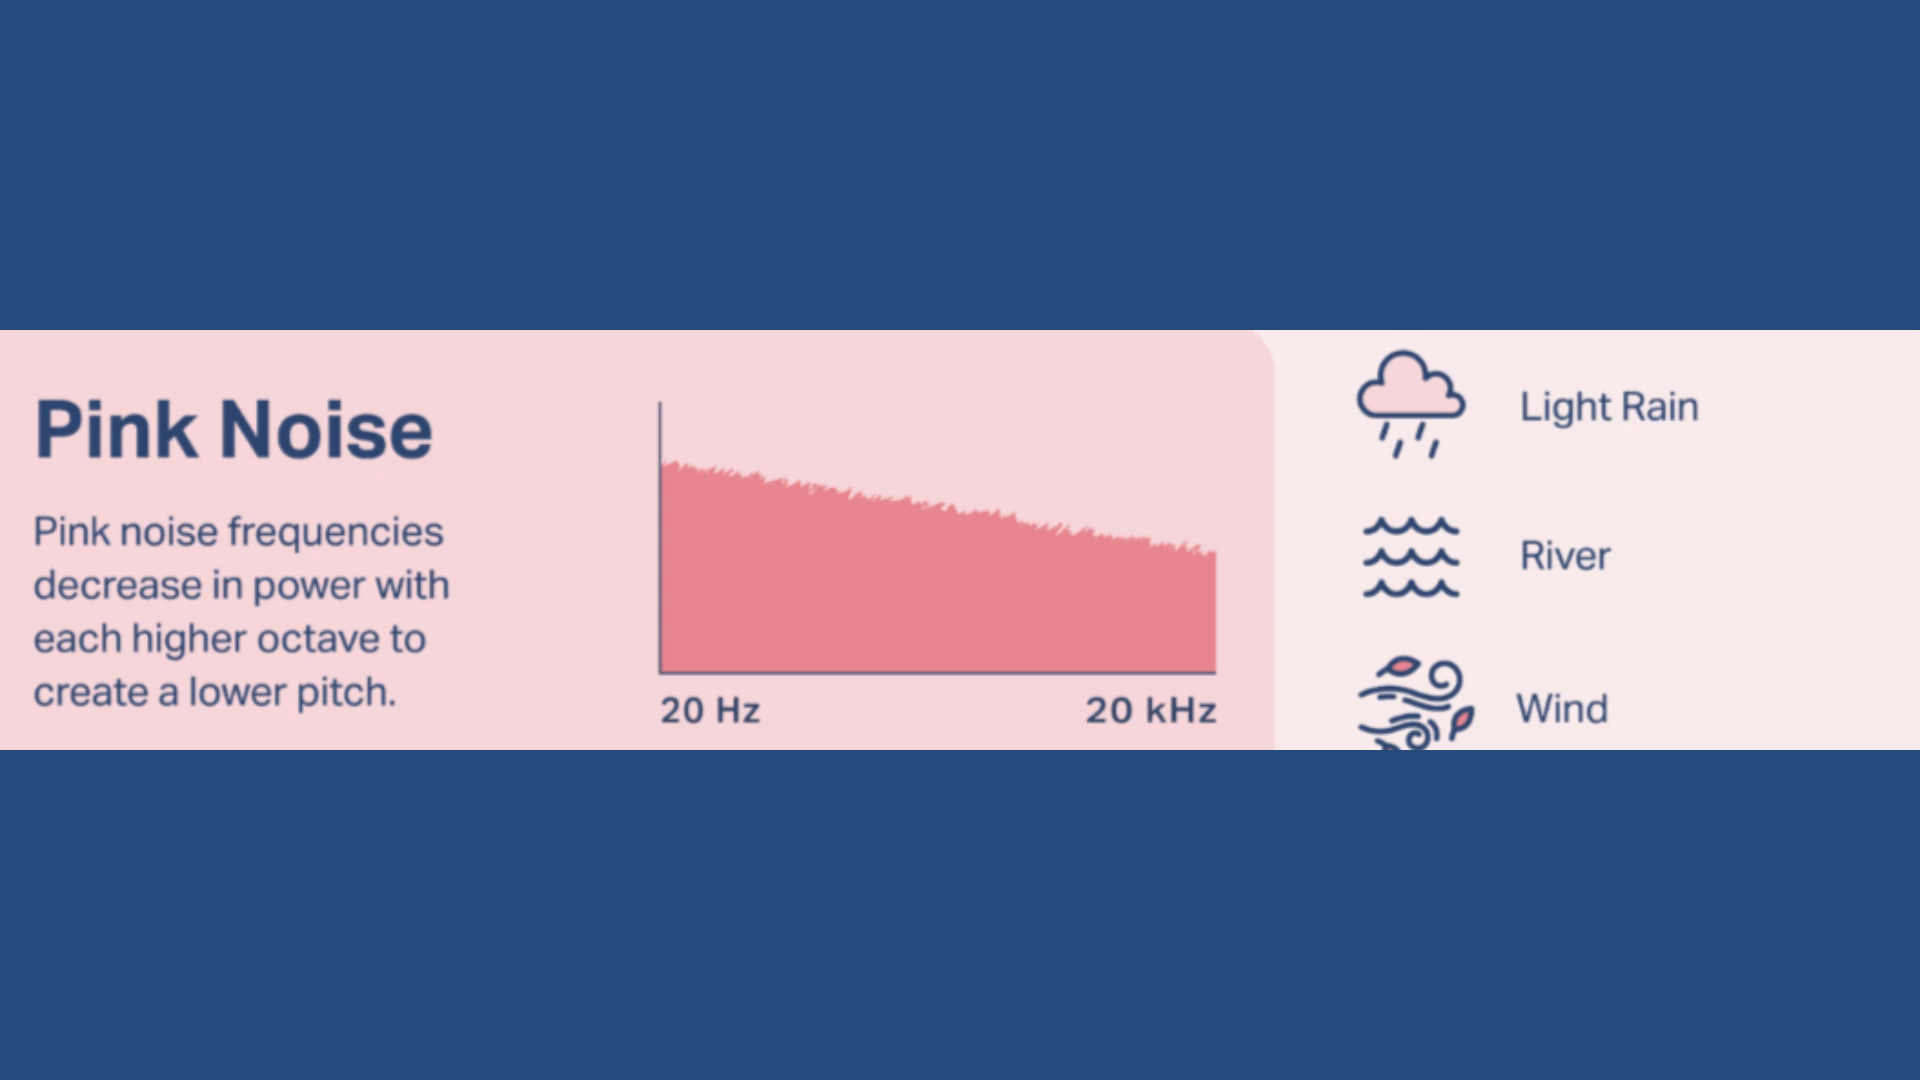 Pink Noise
Pink noise frequencies
decrease in power with
each higher octave to
create a lower pitch.
20 Hz
20 kHz
Light Rain
River
Wind